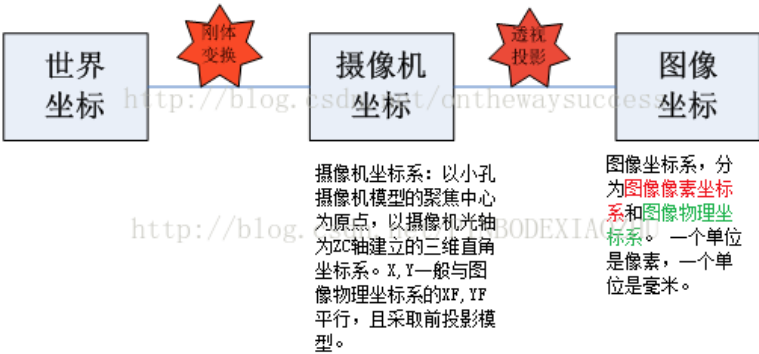 刚体
变换
透视
投影
世界
坐标
摄像机
坐标
图像
坐标
http://blog.csdn.net/cnthewaysuccess
摄像机坐标系：以小孔
摄像机模型的聚焦中心
为原点，以摄像机光轴
为ZC轴建立的三维直角
坐标系。X,Y一般与图
像物理坐标系的XF,YF
平行，且采取前投影模
型。
图像坐标系，分
为图像像素坐标
系和图像物理坐
标系。 一个单位
是像素，一个单
位是毫米。